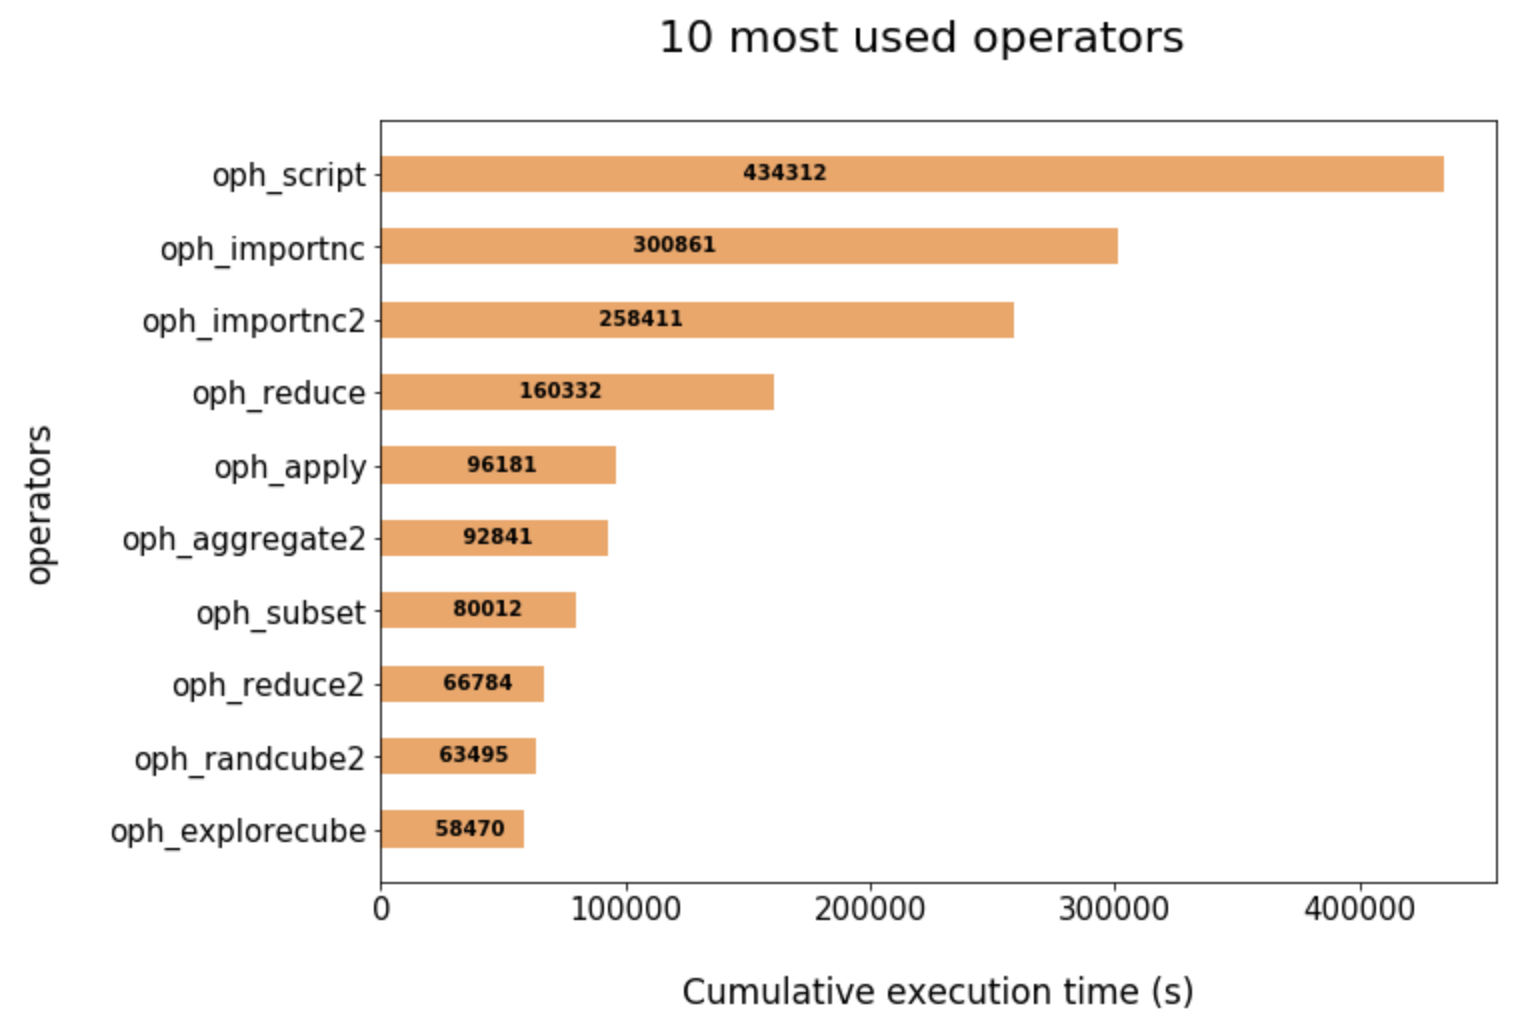 10 most used operators
operators
oph_script 434312
oph_importnc 300861
oph_importnc2 258411
oph_reduce 160332
oph_apply 96181
oph_aggregate2 92841
oph_subset 80012
oph_reduce2 66784
oph_randcube2 63495
oph_explorecube 58470
0 100000 200000 300000 400000
Cumulative execution time (s)